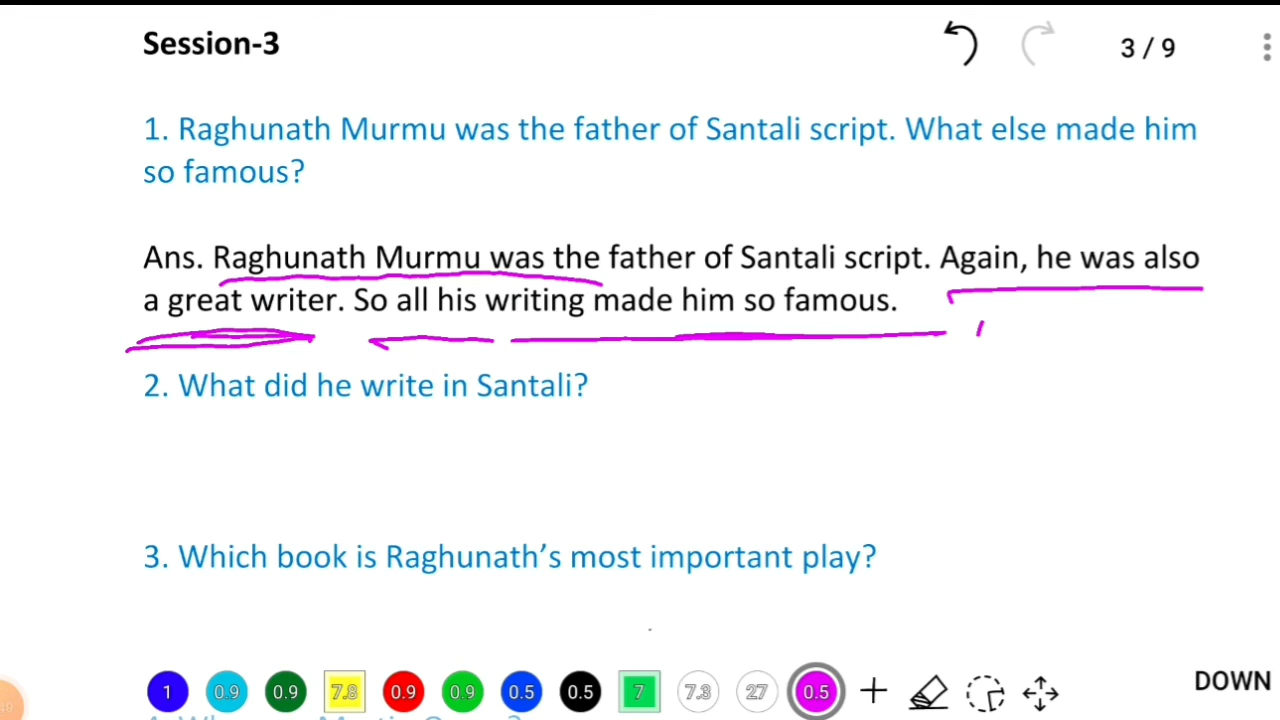 Session-3
3 / 9
1. Raghunath Murmu was the father of Santali script. What else made him
so famous?
Ans. Raghunath Murmu was the father of Santali script. Again, he was also
a great writer. So all his writing made him so famous.
2. What did he write in Santali?
3. Which book is Raghunath’s most important play?
1 0.9 0.9 7.8 0.9 0.9 0.5 0.5 7 7.3 27 0.5
DOWN